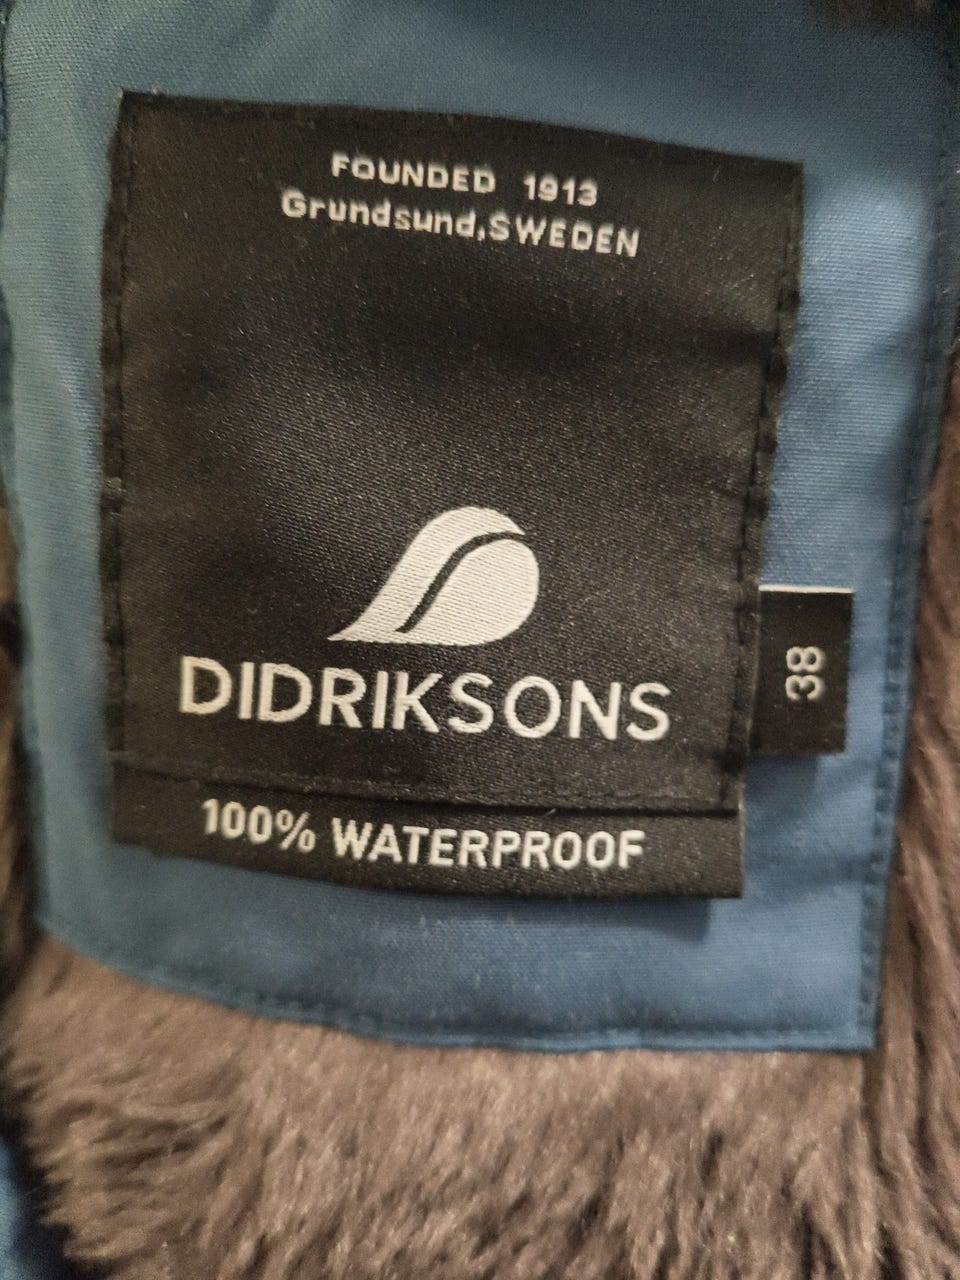 FOUNDED 1913
Grundsund,SWEDEN
DIDRIKSONS
38
100% WATERPROOF